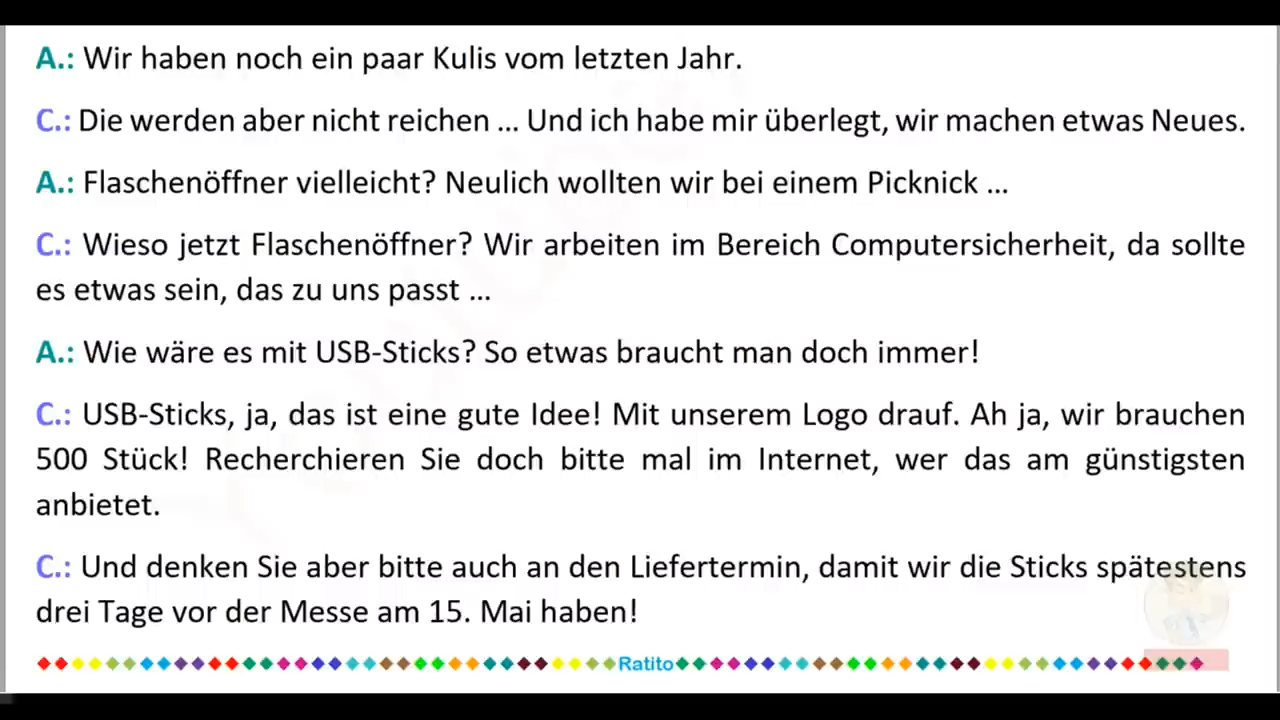 A.: Wir haben noch ein paar Kulis vom letzten Jahr.
C.: Die werden aber nicht reichen ... Und ich habe mir überlegt, wir machen etwas Neues.
A.: Flaschenöffner vielleicht? Neulich wollten wir bei einem Picknick ...
C.: Wieso jetzt Flaschenöffner? Wir arbeiten im Bereich Computersicherheit, da sollte
es etwas sein, das zu uns passt ...
A.: Wie wäre es mit USB-Sticks? So etwas braucht man doch immer!
C.: USB-Sticks, ja, das ist eine gute Idee! Mit unserem Logo drauf. Ah ja, wir brauchen
500 Stück! Recherchieren Sie doch bitte mal im Internet, wer das am günstigsten
anbietet.
C.: Und denken Sie aber bitte auch an den Liefertermin, damit wir die Sticks spätestens
drei Tage vor der Messe am 15. Mai haben!
Ratito